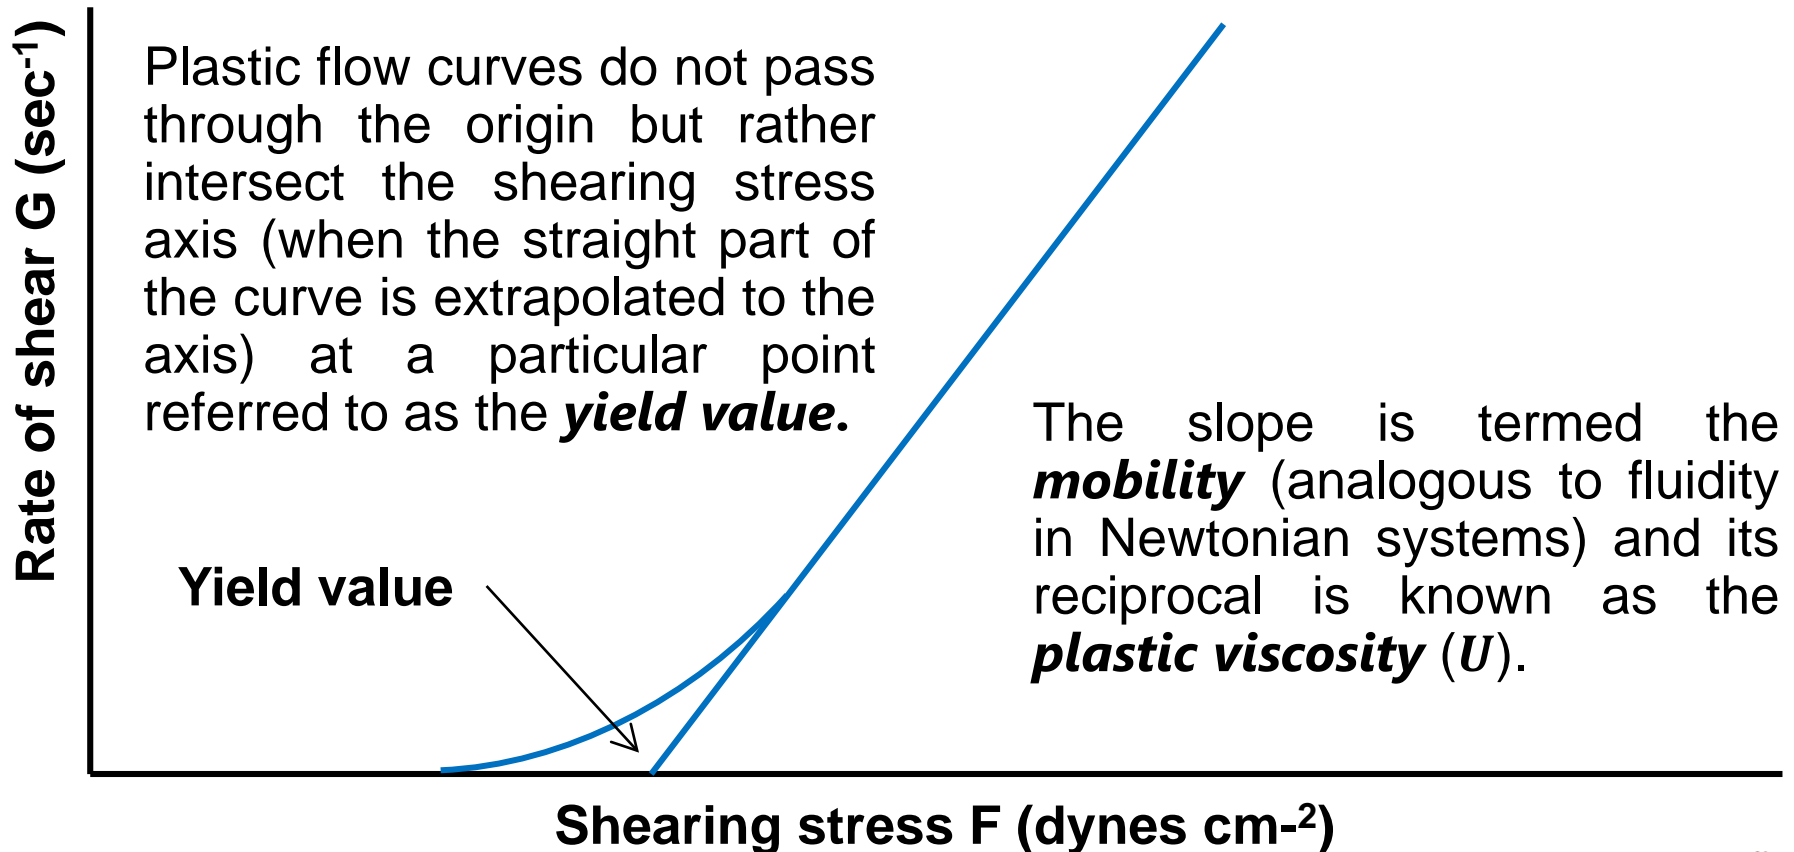 Rate of shear G (sec-1)
Plastic flow curves do not pass
through the origin but rather
intersect the shearing stress
axis (when the straight part of
the curve is extrapolated to the
axis) at a particular point
referred to as the yield value.
The slope is termed the
mobility (analogous to fluidity
in Newtonian systems) and its
reciprocal is known as the
plastic viscosity (U).
Yield value
Shearing stress F (dynes cm-2)